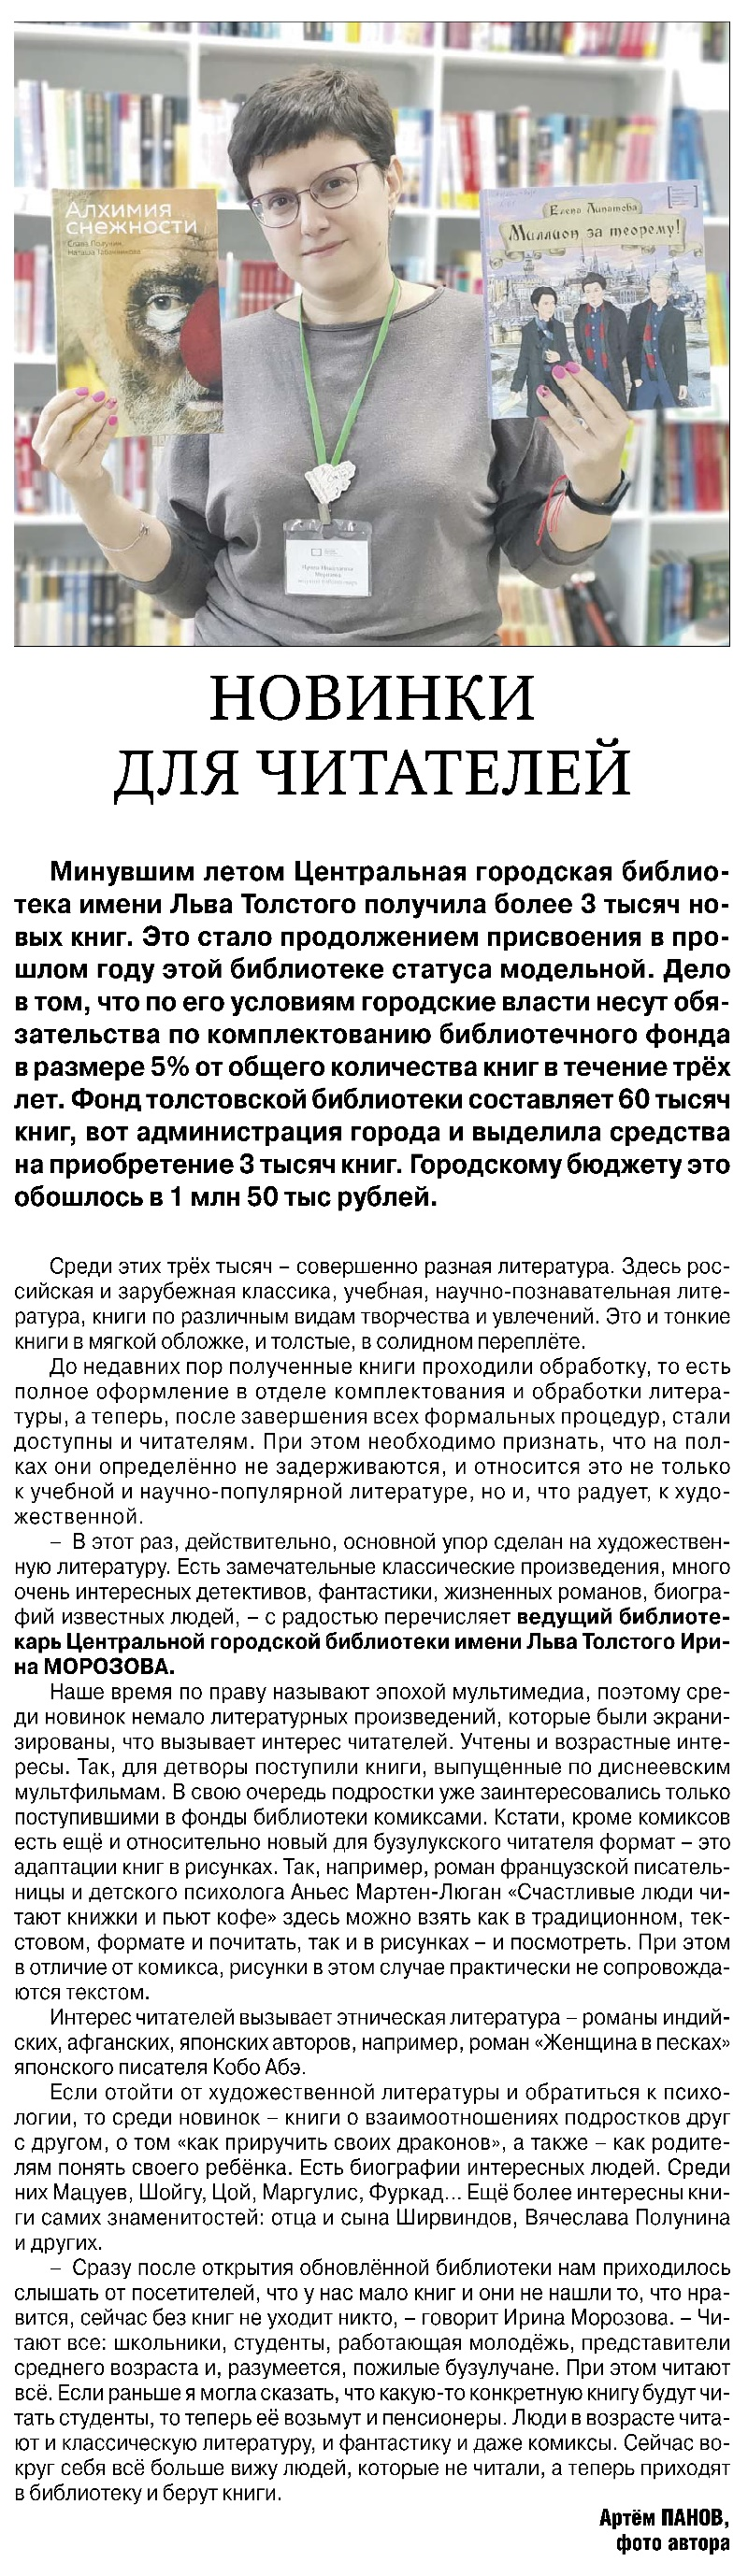 Алхимия
снежности
Слава Полунин,
Наташа Табачникова
Елена Липатова
Миллион за теорему!
НОВИНКИ
ДЛЯ ЧИТАТЕЛЕЙ
Минувшим летом Центральная городская библио-
тека имени Льва Толстого получила более 3 тысяч но-
вых книг. Это стало продолжением присвоения в про-
шлом году этой библиотеке статуса модельной. Дело
в том, что по его условиям городские власти несут обя-
зательства по комплектованию библиотечного фонда
в размере 5% от общего количества книг в течение трёх
лет. Фонд толстовской библиотеки составляет 60 тысяч
книг, вот администрация города и выделила средства
на приобретение 3 тысяч книг. Городскому бюджету это
обошлось в 1 млн 50 тыс рублей.
Среди этих трёх тысяч – совершенно разная литература. Здесь рос-
сийская и зарубежная классика, учебная, научно-познавательная лите-
ратура, книги по различным видам творчества и увлечений. Это и тонкие
книги в мягкой обложке, и толстые, в солидном переплёте.
До недавних пор полученные книги проходили обработку, то есть
полное оформление в отделе комплектования и обработки литера-
туры, а теперь, после завершения всех формальных процедур, стали
доступны и читателям. При этом необходимо признать, что на пол-
ках они определённо не задерживаются, и относится это не только
к учебной и научно-популярной литературе, но и, что радует, к худо-
жественной.
– В этот раз, действительно, основной упор сделан на художествен-
ную литературу. Есть замечательные классические произведения, много
очень интересных детективов, фантастики, жизненных романов, биогра-
фий известных людей, – с радостью перечисляет ведущий библиоте-
карь Центральной городской библиотеки имени Льва Толстого Ири-
на МОРОЗОВА.
Наше время по праву называют эпохой мультимедиа, поэтому сре-
ди новинок немало литературных произведений, которые были экрани-
зированы, что вызывает интерес читателей. Учтены и возрастные инте-
ресы. Так, для детворы поступили книги, выпущенные по диснеевским
мультфильмам. В свою очередь подростки уже заинтересовались только
поступившими в фонды библиотеки комиксами. Кстати, кроме комиксов
есть ещё и относительно новый для бузулукского читателя формат – это
адаптации книг в рисунках. Так, например, роман французской писатель-
ницы и детского психолога Аньес Мартен-Люган «Счастливые люди чи-
тают книжки и пьют кофе» здесь можно взять как в традиционном, тек-
стовом, формате и почитать, так и в рисунках – и посмотреть. При этом
в отличие от комикса, рисунки в этом случае практически не сопровожда-
ются текстом.
Интерес читателей вызывает этническая литература – романы индий-
ских, афганских, японских авторов, например, роман «Женщина в песках»
японского писателя Кобо Абэ.
Если отойти от художественной литературы и обратиться к психо-
логии, то среди новинок – книги о взаимоотношениях подростков друг
с другом, о том «как приручить своих драконов», а также – как родите-
лям понять своего ребёнка. Есть биографии интересных людей. Среди
них Мацуев, Шойгу, Цой, Маргулис, Фуркад... Ещё более интересны кни-
ги самих знаменитостей: отца и сына Ширвиндов, Вячеслава Полунина
и других.
– Сразу после открытия обновлённой библиотеки нам приходилось
слышать от посетителей, что у нас мало книг и они не нашли то, что нра-
вится, сейчас без книг не уходит никто, – говорит Ирина Морозова. – Чи-
тают все: школьники, студенты, работающая молодёжь, представители
среднего возраста и, разумеется, пожилые бузулучане. При этом читают
всё. Если раньше я могла сказать, что какую-то конкретную книгу будут чи-
тать студенты, то теперь её возьмут и пенсионеры. Люди в возрасте чита-
ют и классическую литературу, и фантастику и даже комиксы. Сейчас во-
круг себя всё больше вижу людей, которые не читали, а теперь приходят
в библиотеку и берут книги.
Артём ПАНОВ,
фото автора